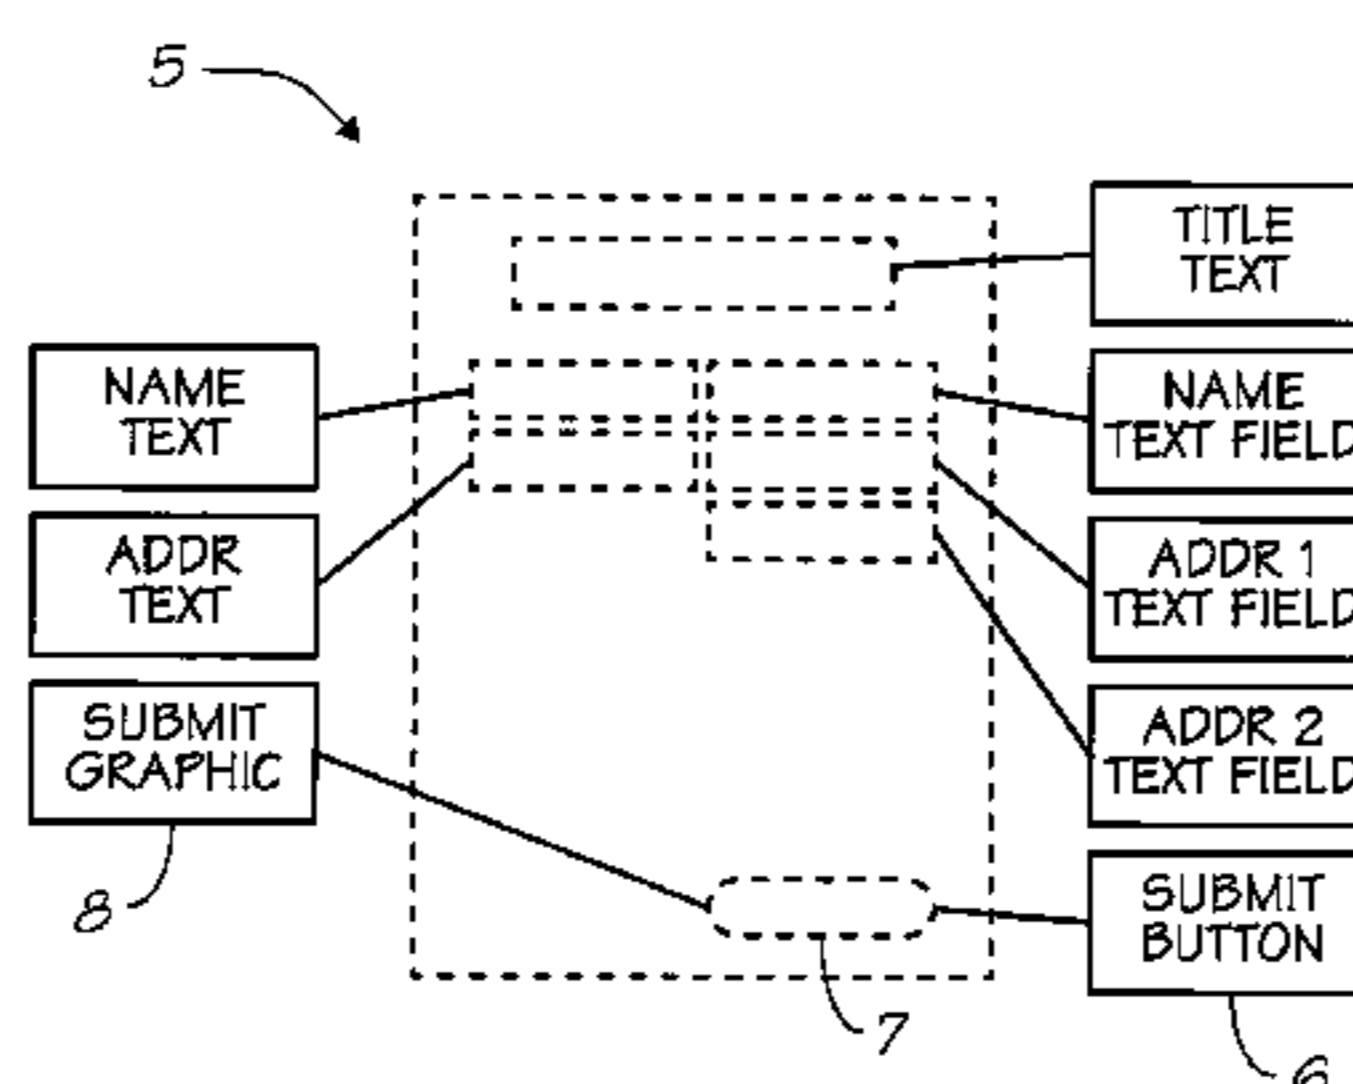 5
TITLE
TEXT
NAME
TEXT
NAME
TEXT FIELD
ADDR
TEXT
ADDR 1
TEXT FIELD
SUBMIT
GRAPHIC
ADDR 2
TEXT FIELD
8
SUBMIT
BUTTON
7
6